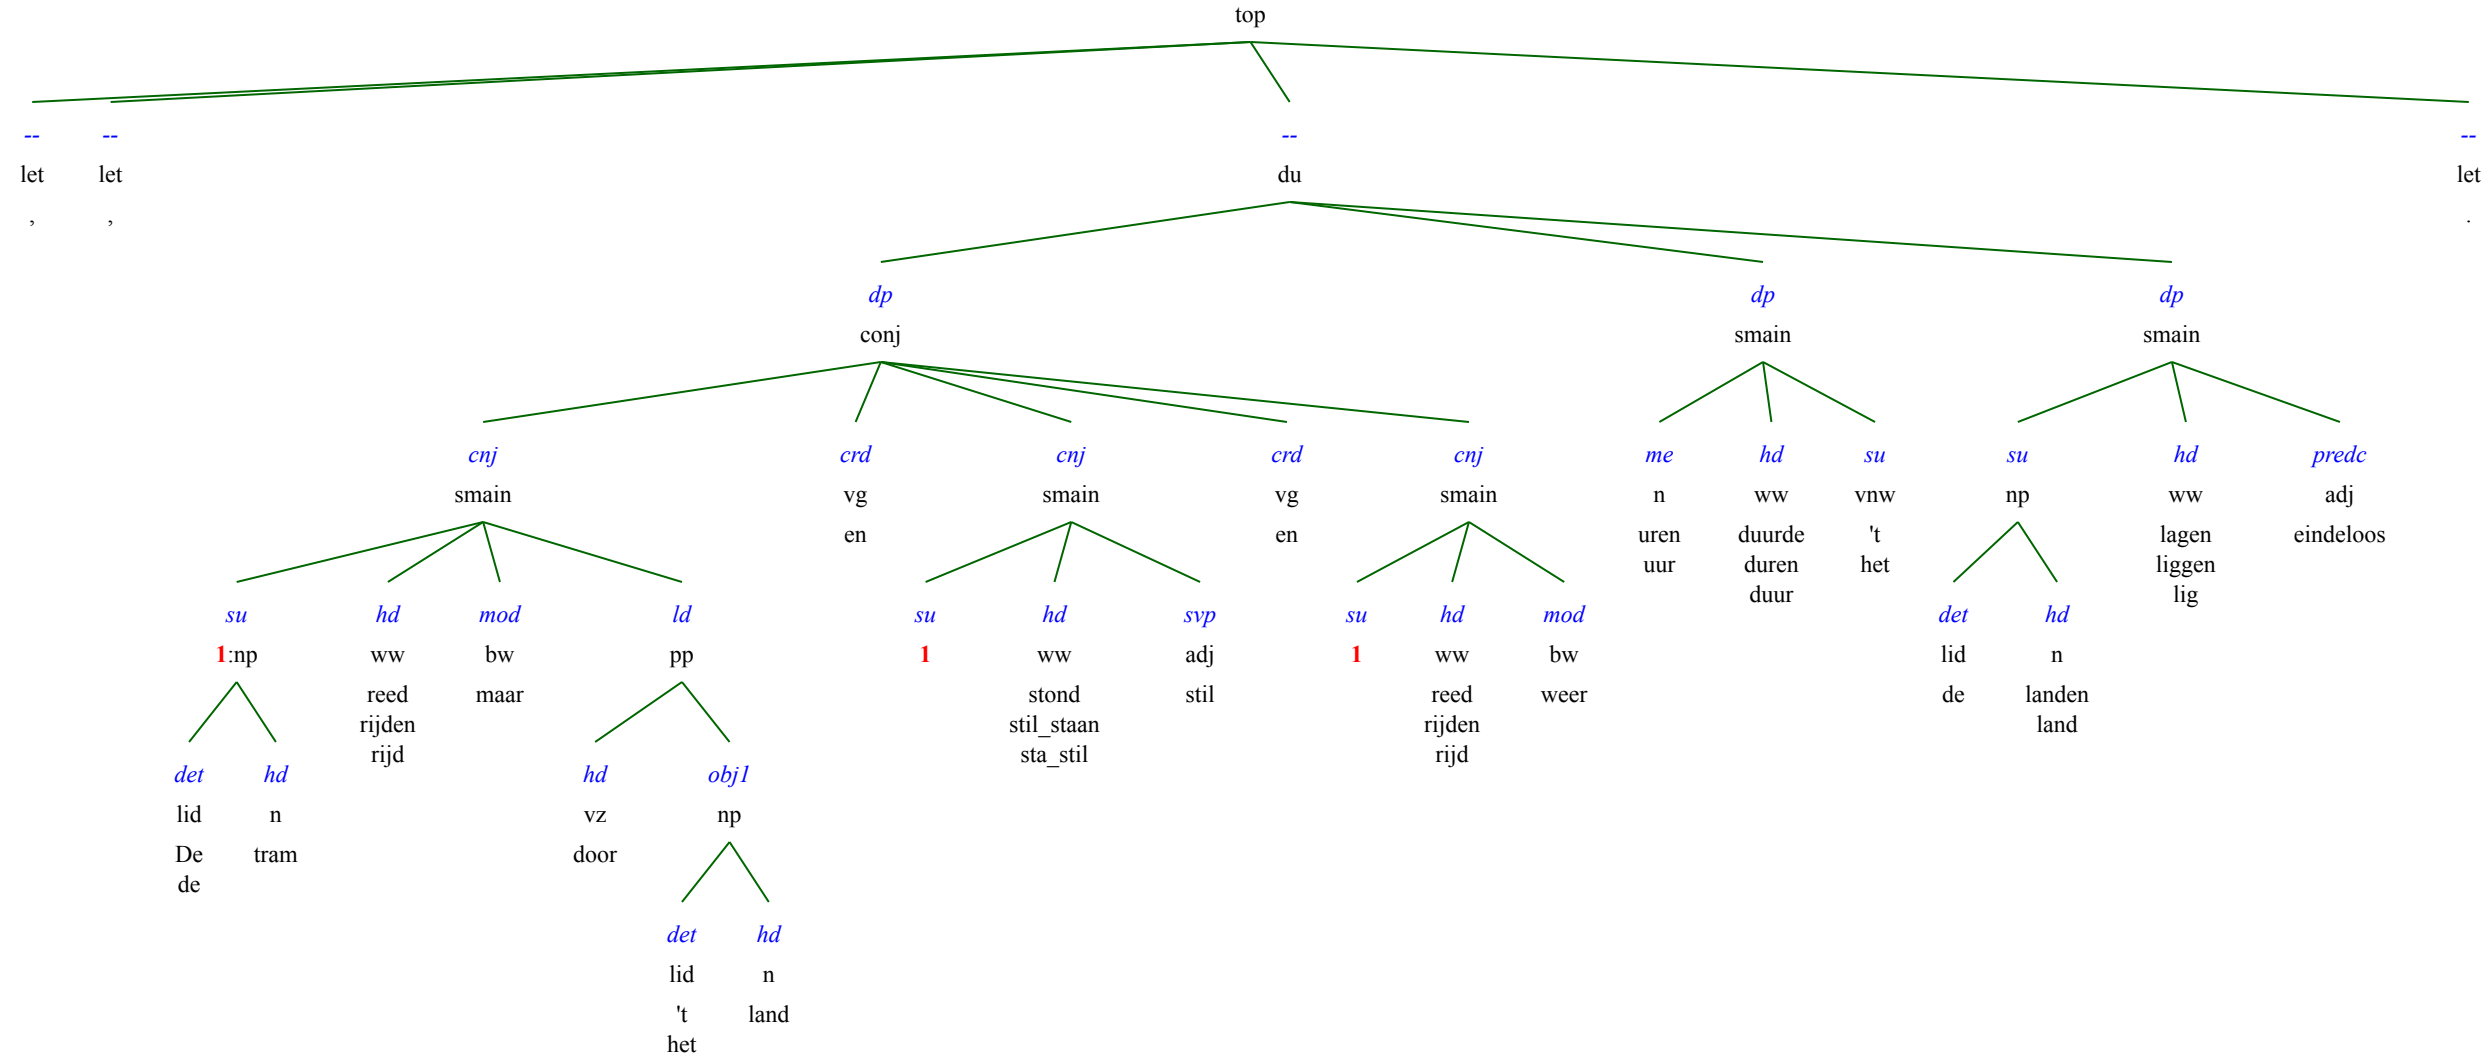 top
-- -- -- --
let let du let
, , .
dp dp dp
conj smain smain
cnj crd cnj crd cnj me hd su su hd predc
smain vg smain vg smain n ww vnw np ww adj
en en uren duurde 't lagen eindeloos
uur duren het liggen
duur lig
su hd mod ld su hd svp su hd mod det hd
1:np ww bw pp 1 ww adj 1 ww bw lid n
reed maar stond stil reed weer de landen
rijden stil_staan rijden land
rijd sta_stil rijd
det hd hd obj1
lid n vz np
De tram door
de
det hd
lid n
't land
het